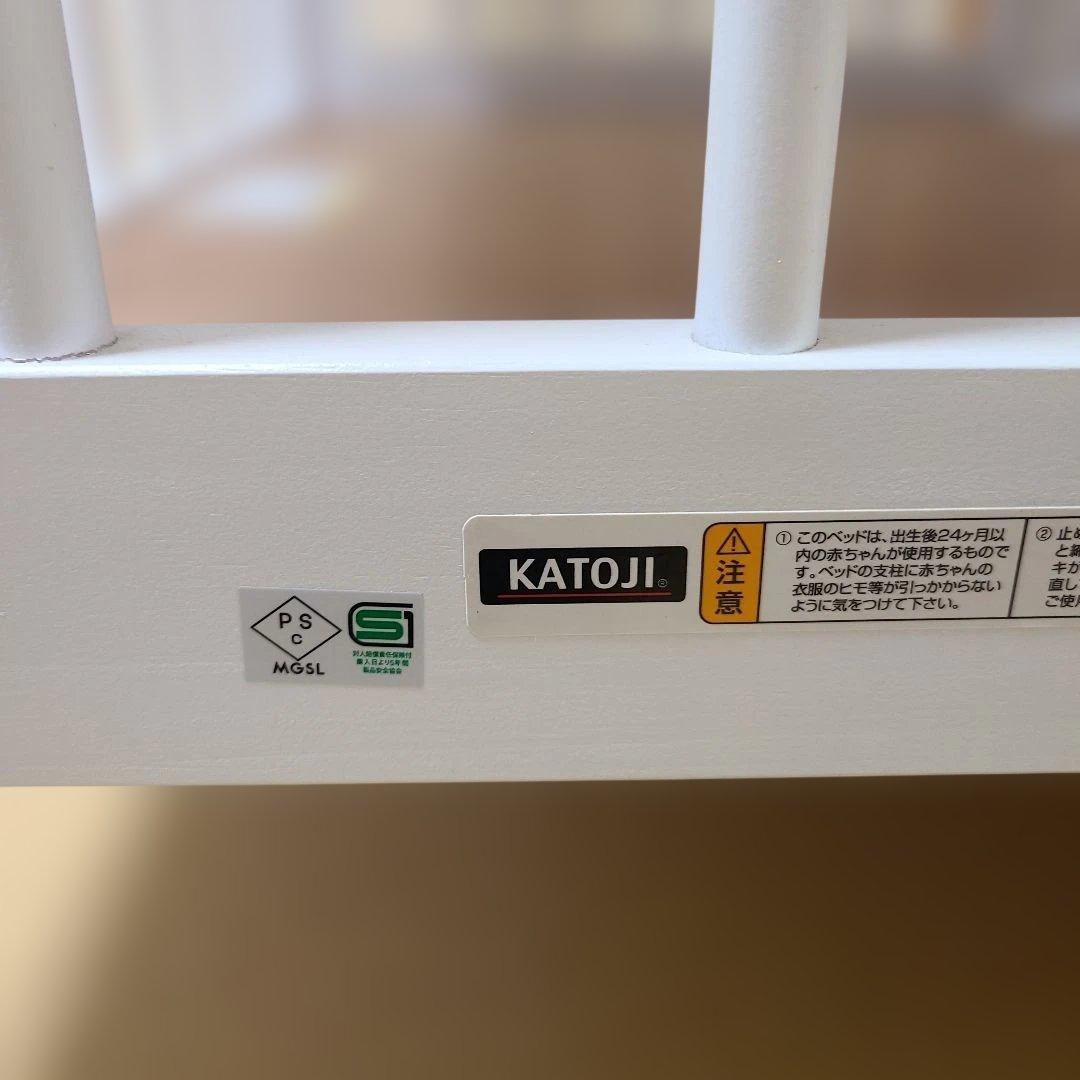 PS
C
MGSL
対人賠償責任保険付
購入日より5年間
製品安全協会
KATOJI®
注意
① このベッドは、出生後24ヶ月以
内の赤ちゃんが使用するもので
す。ベッドの支柱に赤ちゃんの
衣服のヒモ等が引っかからない
ように気をつけて下さい。
② 止め
と
キが
直し
ご使用